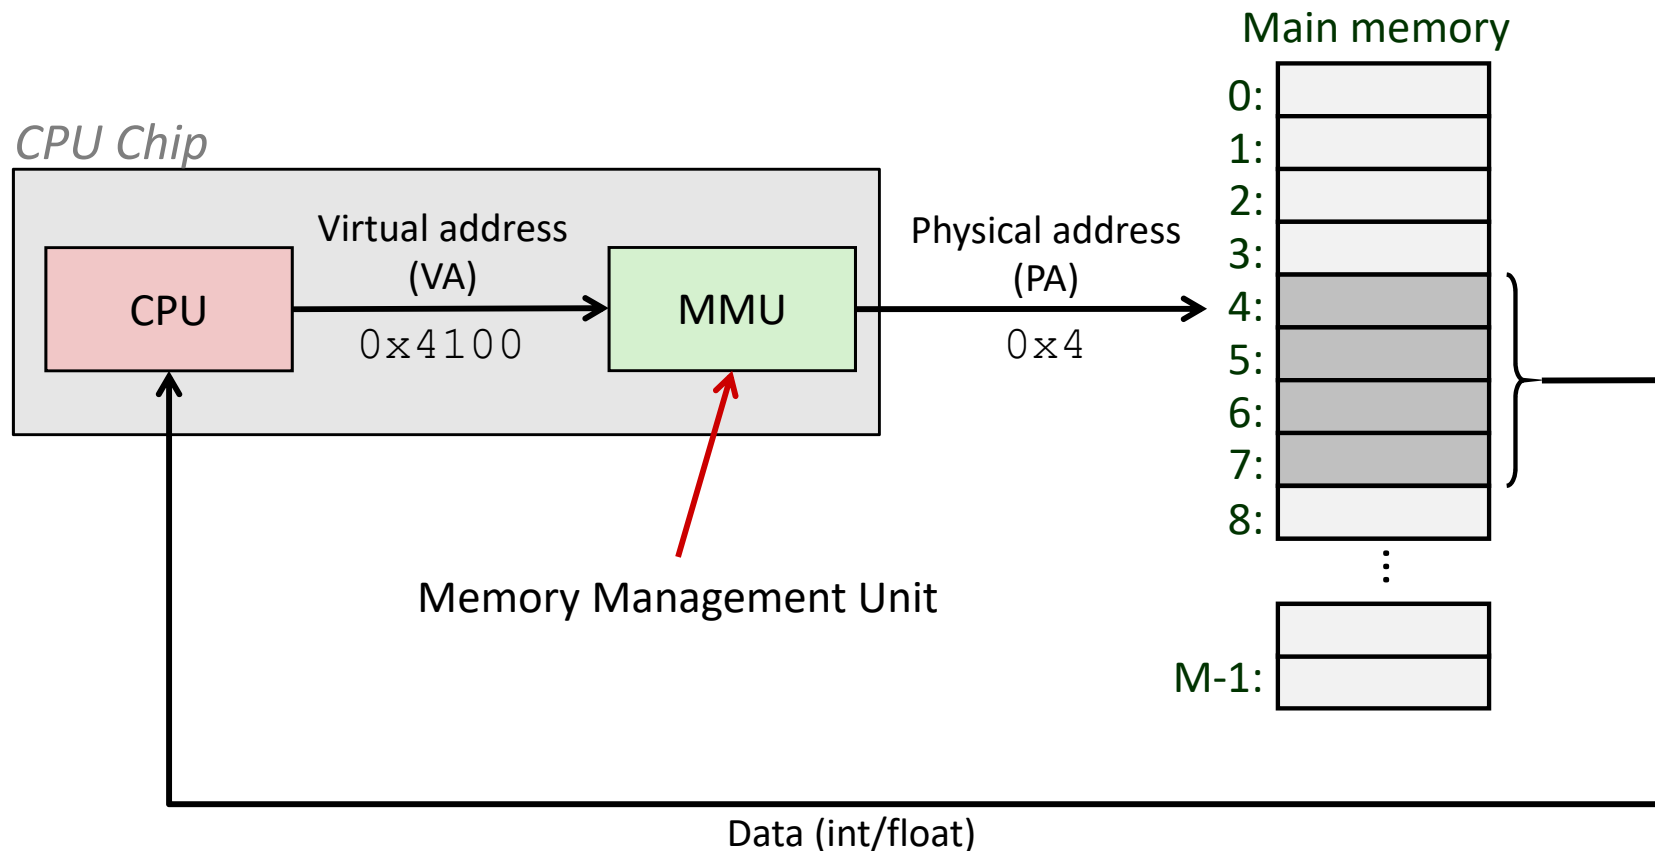 Main memory
CPU Chip
0:
1:
2:
3:
4:
5:
6:
7:
8:
M-1:
Virtual address
(VA)
0x4100
CPU
MMU
Physical address
(PA)
0x4
Memory Management Unit
Data (int/float)